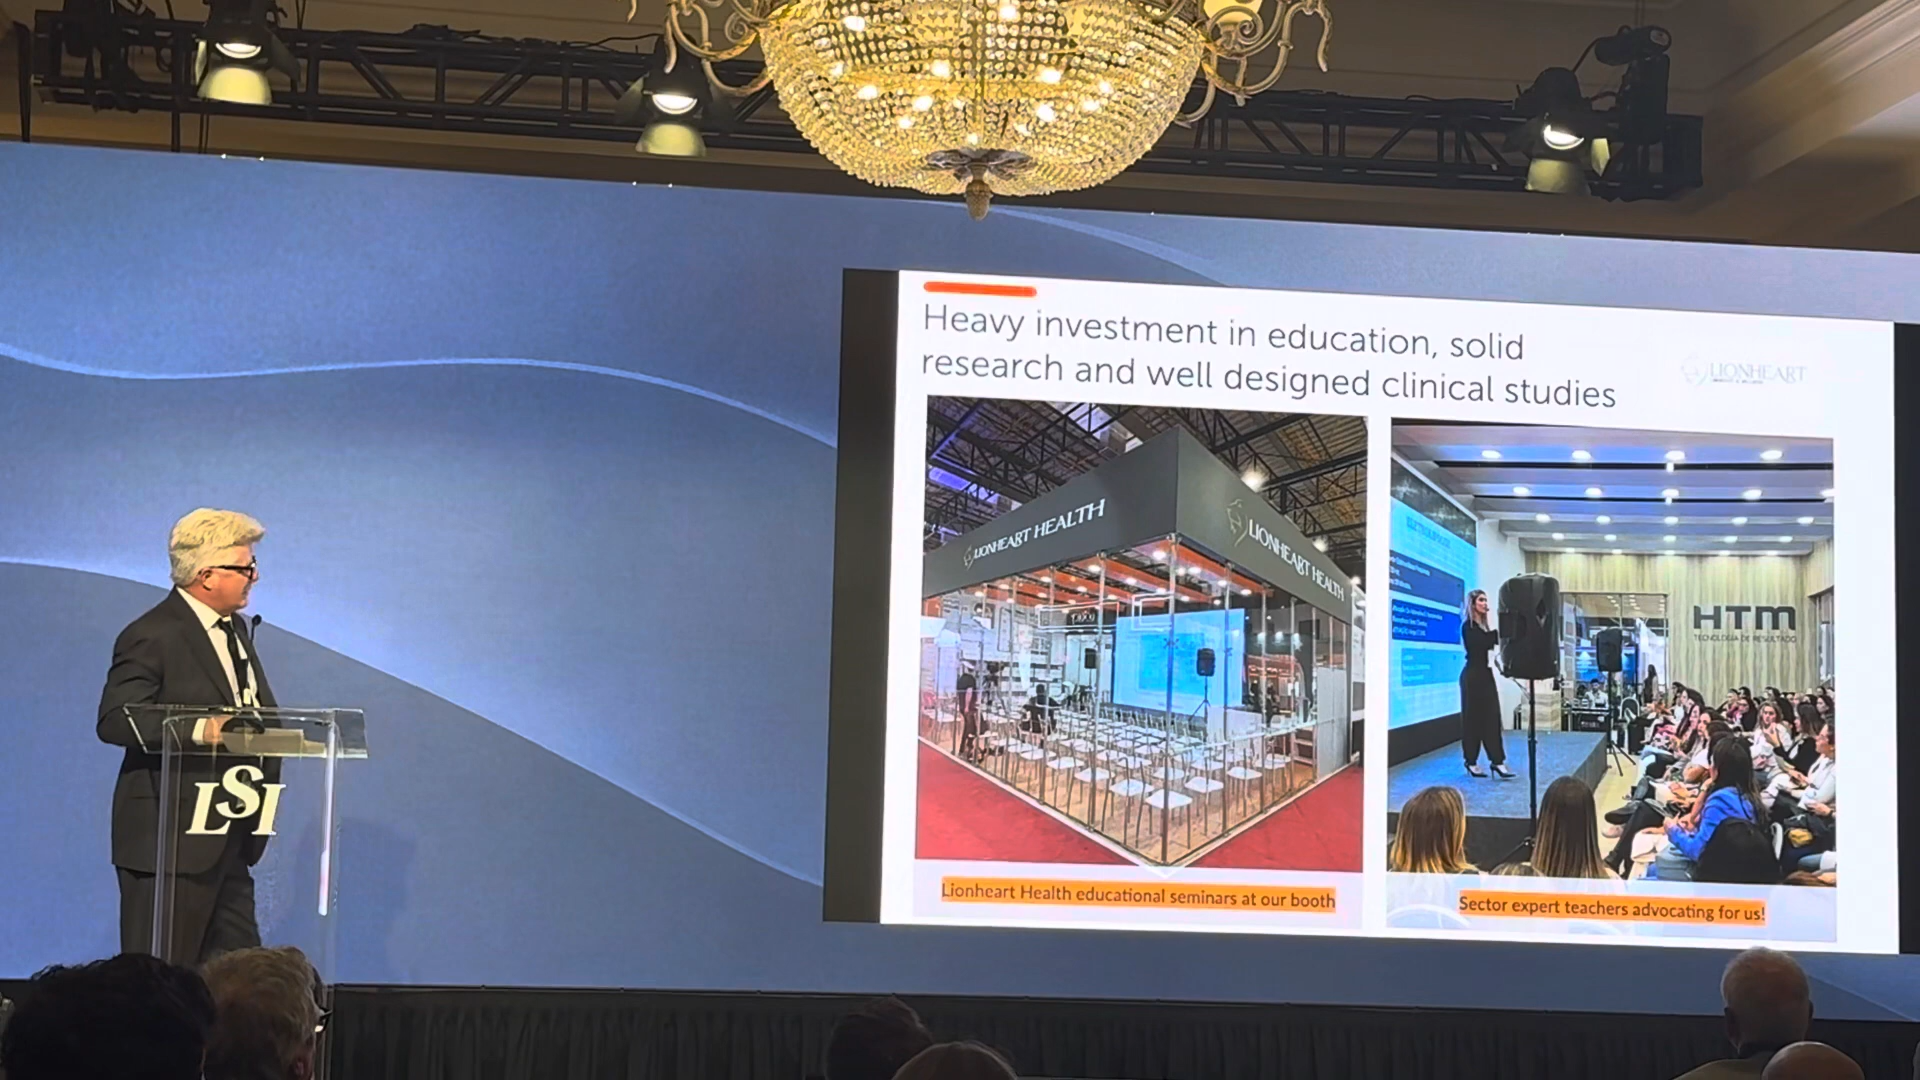 Heavy investment in education, solid
research and well designed clinical studies
LIONHEART
LIONHEART HEALTH
LIONHEART HEALTH
HTM
TECNOLOGIA DE RESULTADO
Lionheart Health educational seminars at our booth
Sector expert teachers advocating for us!
LSI